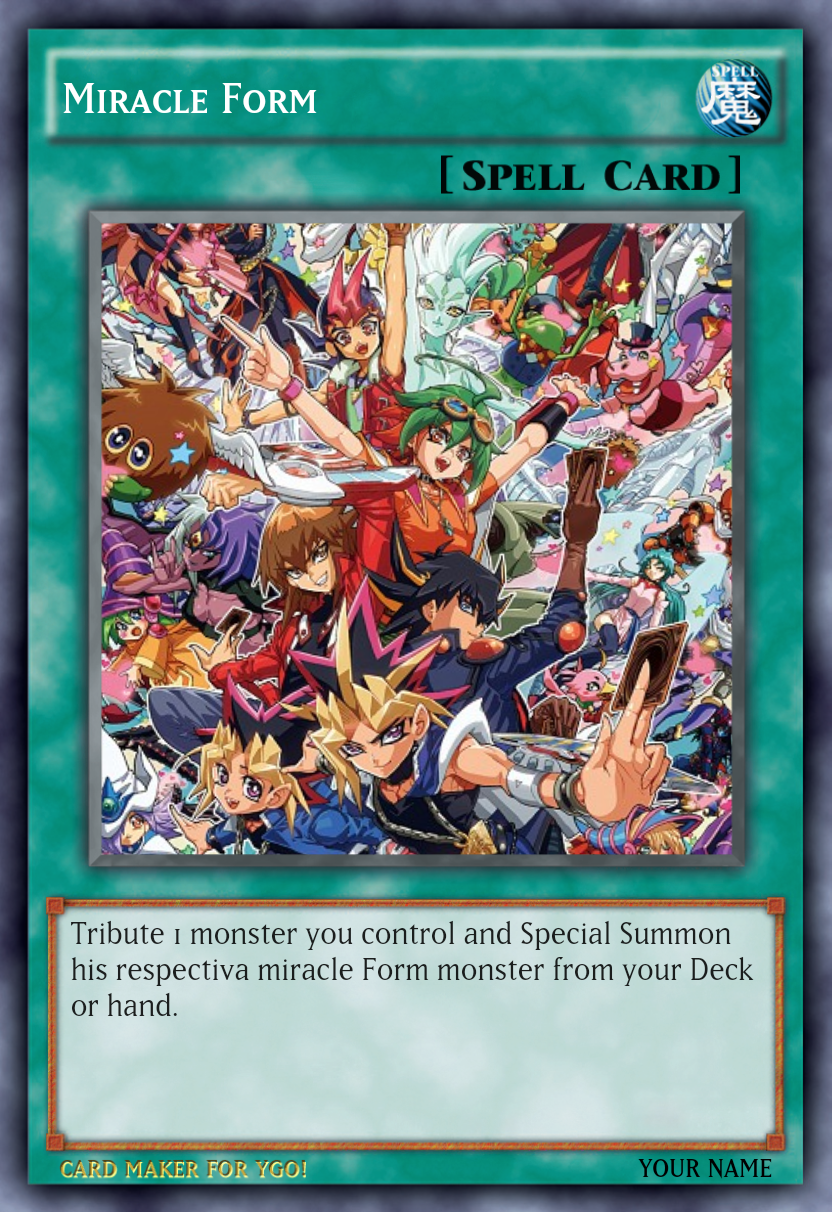 Miracle Form
SPELL
魔
[Spell Card]
Tribute 1 monster you control and Special Summon
his respectiva miracle Form monster from your Deck
or hand.
CARD MAKER FOR YGO!
YOUR NAME